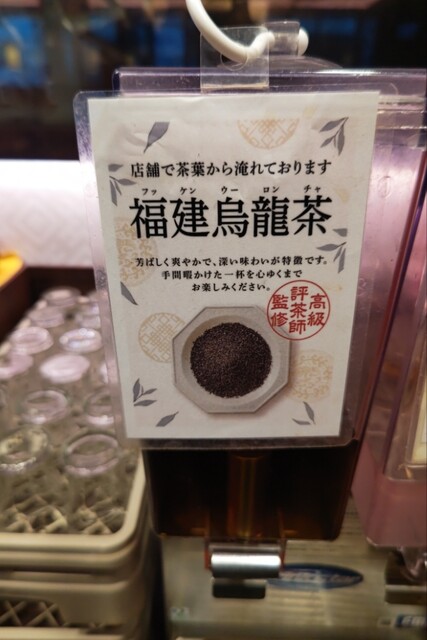 店舗で茶葉から淹れております
フッ ケン ウー ロン チャ
福建烏龍茶
芳ばしく爽やかで、深い味わいが特徴です。
手間暇かけた一杯を心ゆくまで
お楽しみください。
高級
評茶師
監修